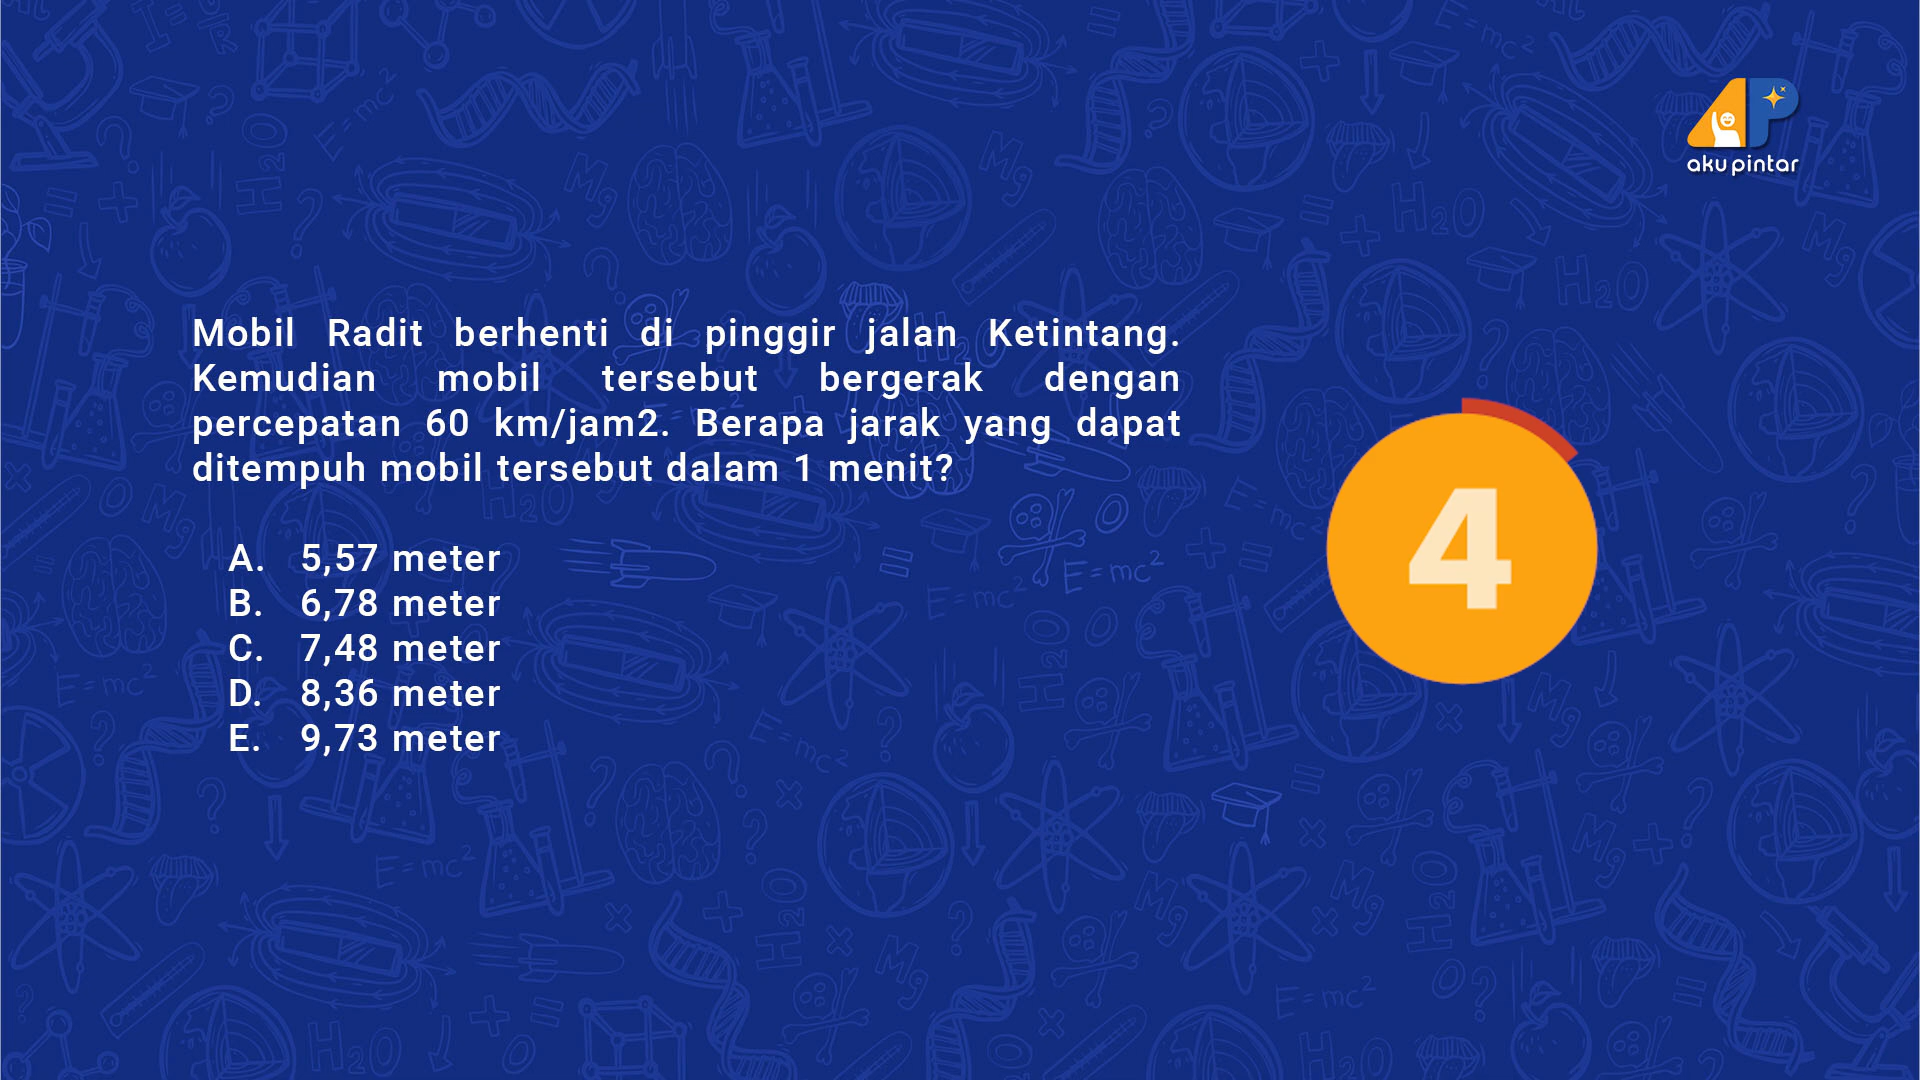 aku pintar
Mobil Radit berhenti di pinggir jalan Ketintang.
Kemudian mobil tersebut bergerak dengan
percepatan 60 km/jam2. Berapa jarak yang dapat
ditempuh mobil tersebut dalam 1 menit?
A. 5,57 meter
B. 6,78 meter
C. 7,48 meter
D. 8,36 meter
E. 9,73 meter
4